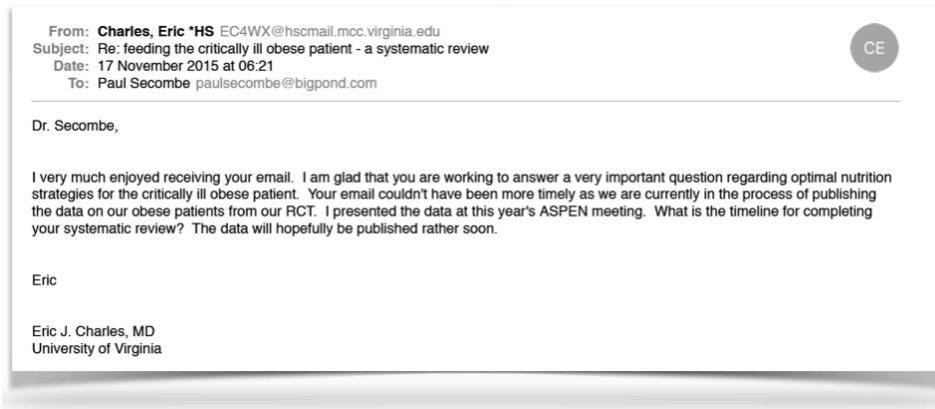 From: Charles, Eric *HS EC4WX@hscmail.mcc.virginia.edu
Subject: Re: feeding the critically ill obese patient - a systematic review
Date: 17 November 2015 at 06:21
To: Paul Secombe paulsecombe@bigpond.com
CE
Dr. Secombe,
I very much enjoyed receiving your email. I am glad that you are working to answer a very important question regarding optimal nutrition
strategies for the critically ill obese patient. Your email couldn't have been more timely as we are currently in the process of publishing
the data on our obese patients from our RCT. I presented the data at this year's ASPEN meeting. What is the timeline for completing
your systematic review? The data will hopefully be published rather soon.
Eric
Eric J. Charles, MD
University of Virginia